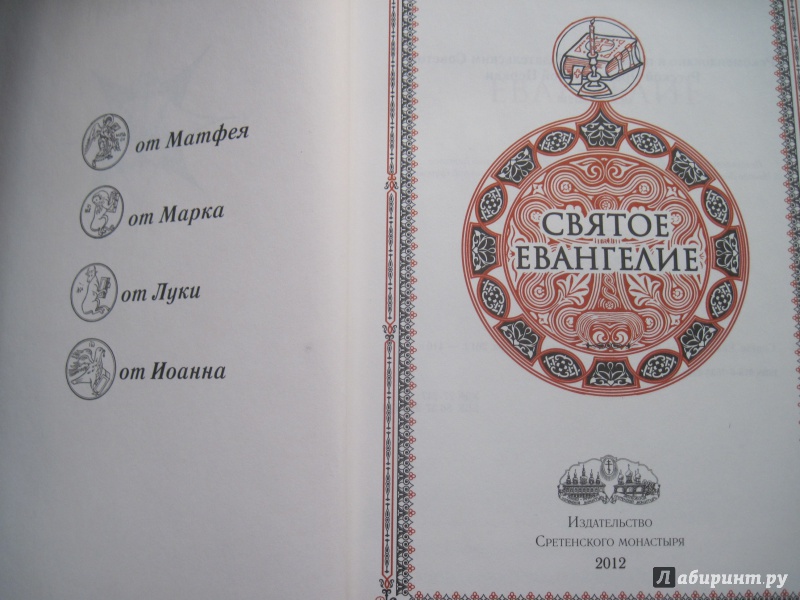 от Матфея
от Марка
от Луки
от Иоанна
СВЯТОЕ
ЕВАНГЕЛИЕ
Издательство
Сретенского монастыря
2012
Лабиринт.ру